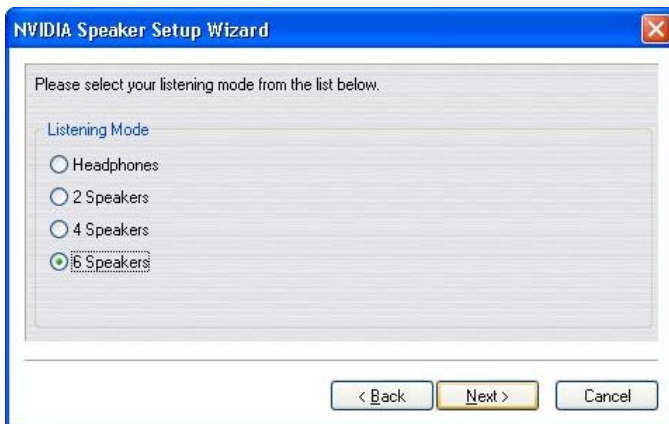 NVIDIA Speaker Setup Wizard
Please select your listening mode from the list below.
Listening Mode
Headphones
2 Speakers
4 Speakers
6 Speakers
< Back Next > Cancel